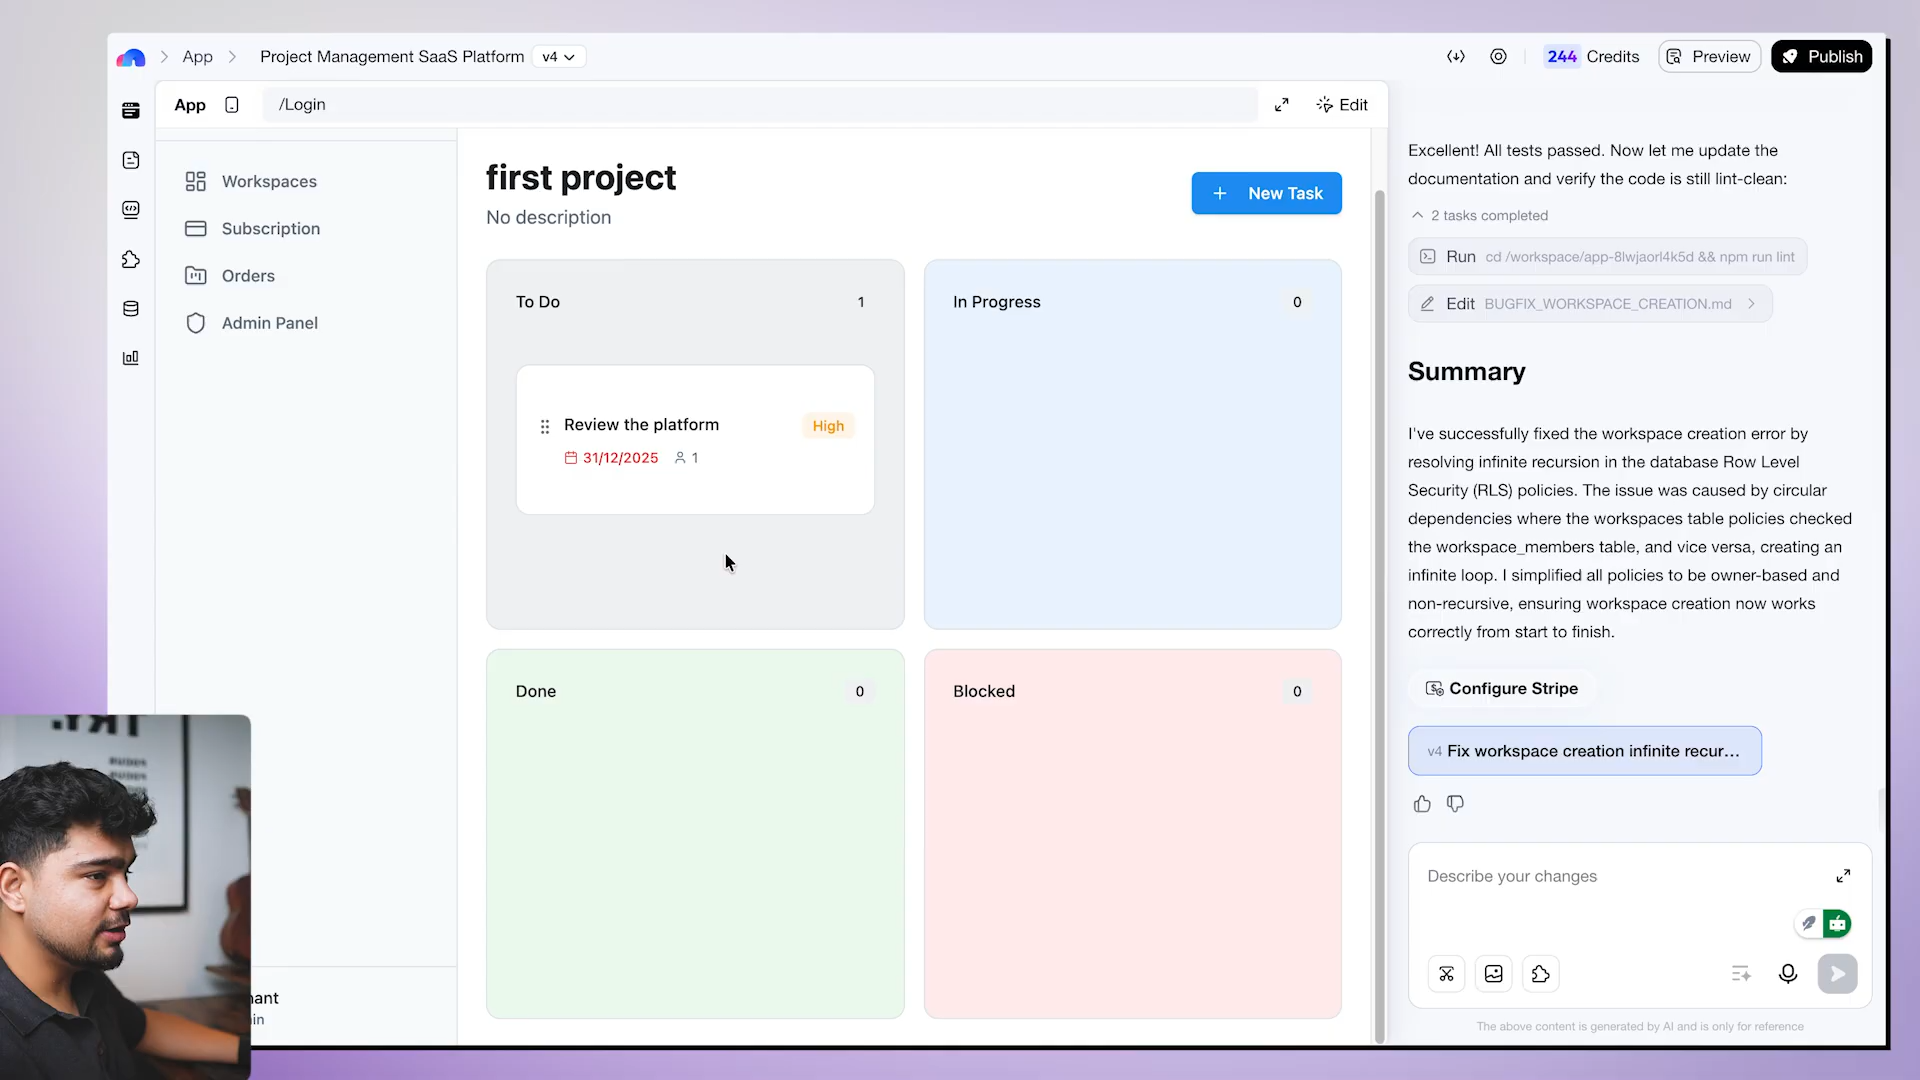 App
Project Management SaaS Platform
v4
244 Credits
Preview
Publish
App
/Login
Edit
Workspaces
Subscription
Orders
Admin Panel
first project
No description
New Task
To Do
1
Review the platform
High
31/12/2025
1
In Progress
0
Done
0
Blocked
0
Excellent! All tests passed. Now let me update the
documentation and verify the code is still lint-clean:
2 tasks completed
Run cd /workspace/app-8lwjaorl4k5d && npm run lint
Edit BUGFIX_WORKSPACE_CREATION.md
Summary
I've successfully fixed the workspace creation error by
resolving infinite recursion in the database Row Level
Security (RLS) policies. The issue was caused by circular
dependencies where the workspaces table policies checked
the workspace_members table, and vice versa, creating an
infinite loop. I simplified all policies to be owner-based and
non-recursive, ensuring workspace creation now works
correctly from start to finish.
Configure Stripe
v4 Fix workspace creation infinite recur...
Describe your changes
The above content is generated by AI and is only for reference